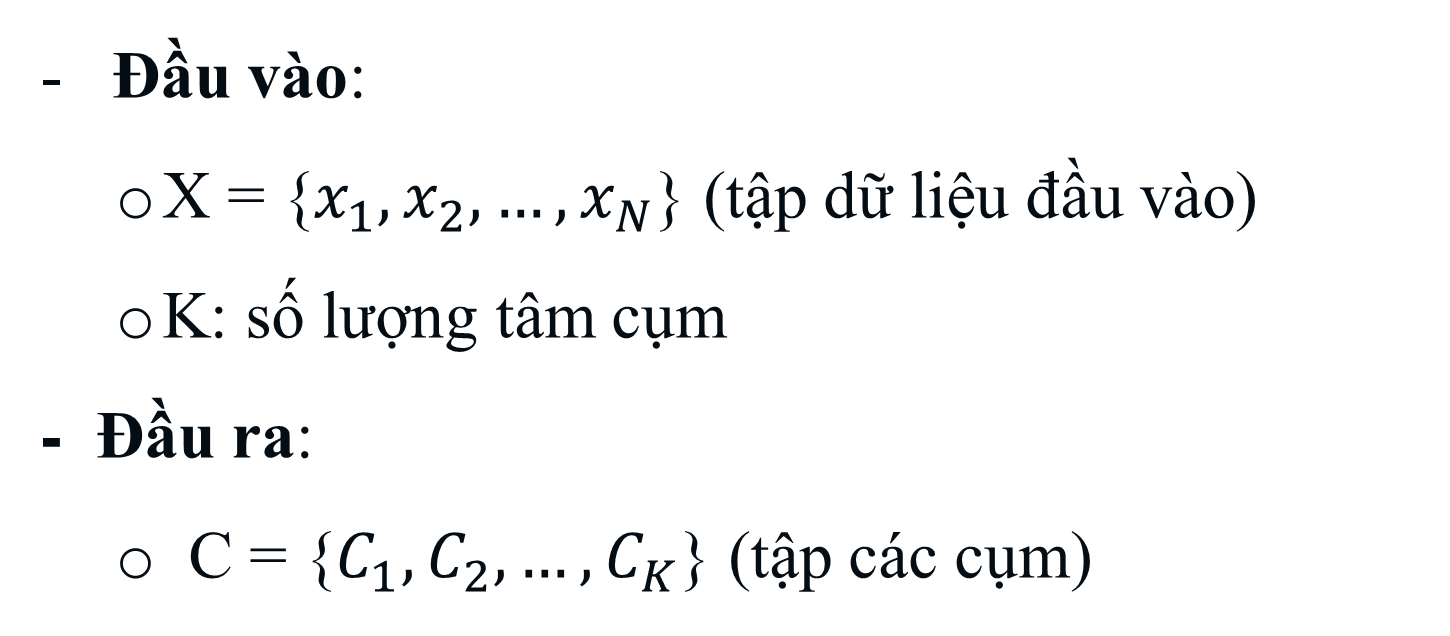 - Đầu vào:
○ X = {x₁, x₂, … , x_N} (tập dữ liệu đầu vào)
○ K: số lượng tâm cụm
- Đầu ra:
○ C = {C₁, C₂, … , C_K} (tập các cụm)